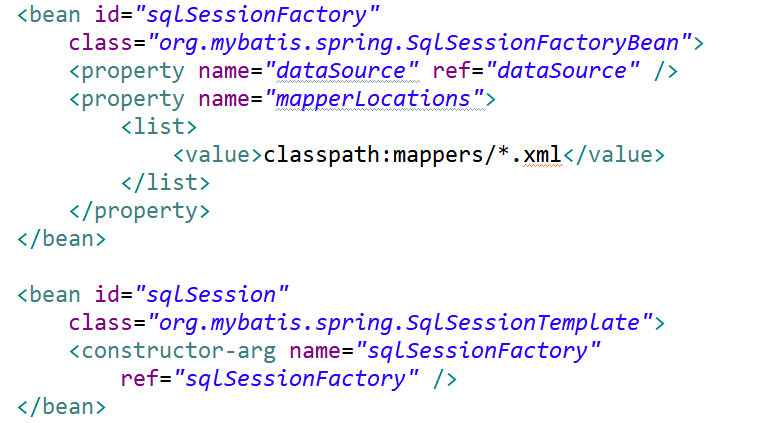 <bean id="sqlSessionFactory"
    class="org.mybatis.spring.SqlSessionFactoryBean">
    <property name="dataSource" ref="dataSource" />
    <property name="mapperLocations">
        <list>
            <value>classpath:mappers/*.xml</value>
        </list>
    </property>
</bean>

<bean id="sqlSession"
    class="org.mybatis.spring.SqlSessionTemplate">
    <constructor-arg name="sqlSessionFactory"
        ref="sqlSessionFactory" />
</bean>